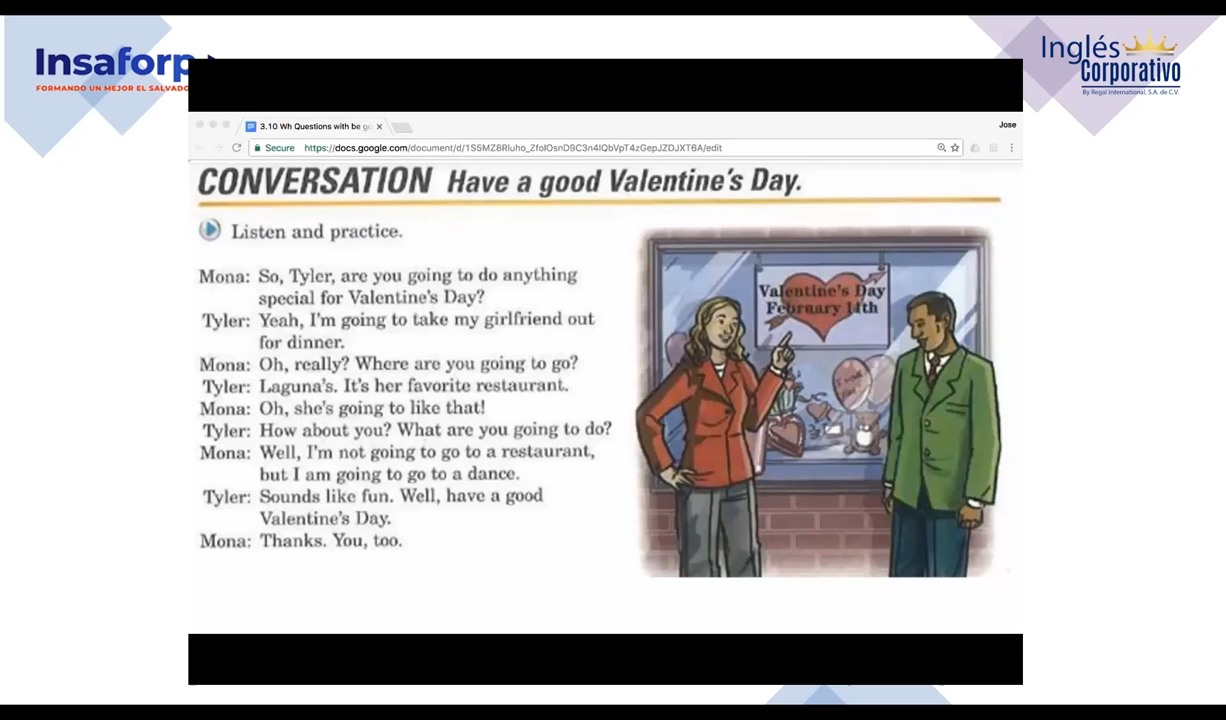 Insaforp
FORMANDO UN MEJOR EL SALVADO
Inglés
Corporativo
By Regal International, S.A. de C.V.
3.10 Wh Questions with be g
Jose
Secure https://docs.google.com/document/d/1S5MZ8Rluho_ZfolOsnD9C3n4lQbVpT4zGepJZDJXT6A/edit
CONVERSATION Have a good Valentine's Day.
Listen and practice.
Mona: So, Tyler, are you going to do anything
special for Valentine's Day?
Tyler: Yeah, I'm going to take my girlfriend out
for dinner.
Mona: Oh, really? Where are you going to go?
Tyler: Laguna's. It's her favorite restaurant.
Mona: Oh, she's going to like that!
Tyler: How about you? What are you going to do?
Mona: Well, I'm not going to go to a restaurant,
but I am going to go to a dance.
Tyler: Sounds like fun. Well, have a good
Valentine's Day.
Mona: Thanks. You, too.
Valentine's Day
February 14th